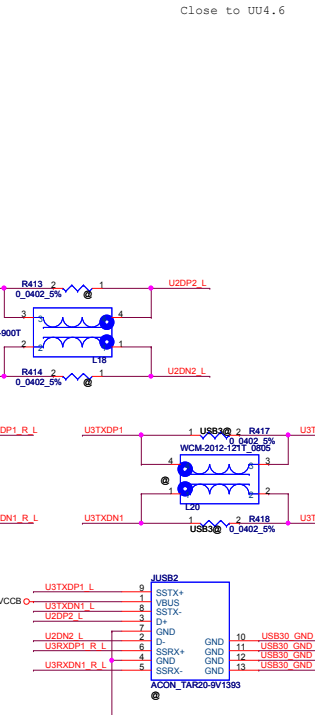 Close to UU4.6
R413 2 1 U2DP2_L
0_0402_5% @
3 3 4
-900T
2 2 1
L18
R414 2 1 U2DN2_L
0_0402_5% @
DP1_R_L U3TXDP1 1 USB3@ 2 R417 U3T
0_0402_5%
WCM-2012-121T_0805
4 3
@
1 2
L20
DN1_R_L U3TXDN1 1 2 R418 U3T
USB3@ 0_0402_5%
JUSB2
U3TXDP1_L 9 SSTX+
VCCB 1 VBUS
U3TXDN1_L 8 SSTX-
U2DP2_L 3 D+
7 GND
U2DN2_L 2 D- GND 10 USB30_GND
U3RXDP1_R_L 6 SSRX+ GND 11 USB30_GND
4 GND GND 12 USB30_GND
U3RXDN1_R_L 5 SSRX- GND 13 USB30_GND
ACON_TAR20-9V1393
@